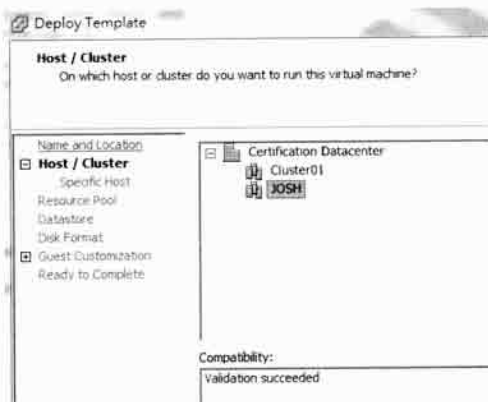 Deploy Template
Host / Cluster
On which host or cluster do you want to run this virtual machine?
Name and Location
Host / Cluster
Specific Host
Resource Pool
Datastore
Disk Format
Guest Customization
Ready to Complete
Certification Datacenter
Cluster01
JOSH
Compatibility:
Validation succeeded